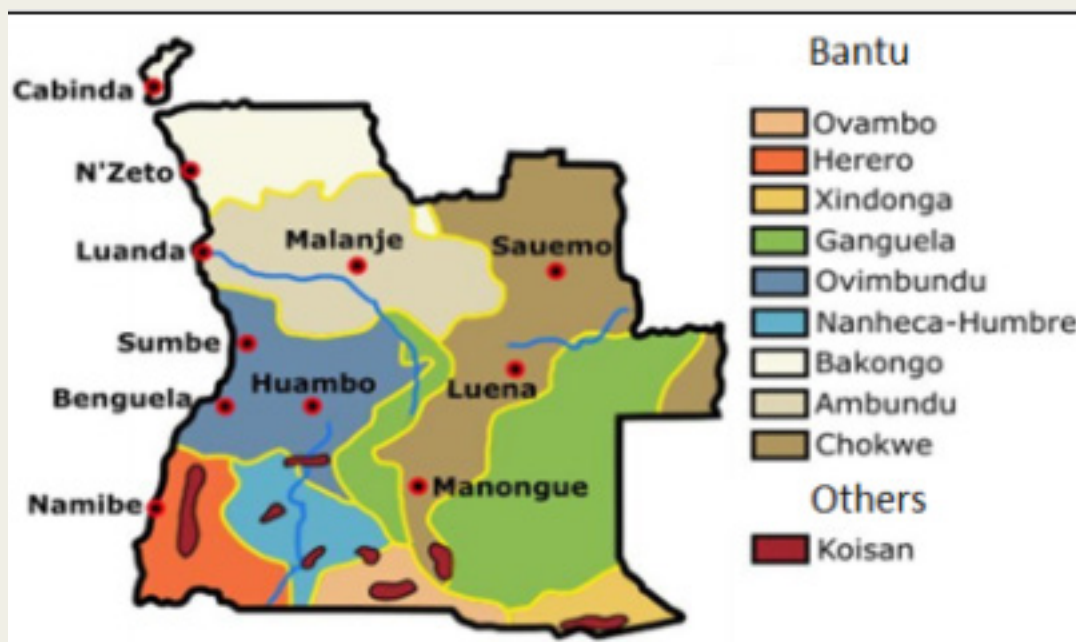 Cabinda
N'Zeto
Luanda
Malanje
Sauemo
Sumbe
Huambo
Benguela
Luena
Namibe
Manongue
Bantu
Ovambo
Herero
Xindonga
Ganguela
Ovimbundu
Nanheca-Humbre
Bakongo
Ambundu
Chokwe
Others
Koisan